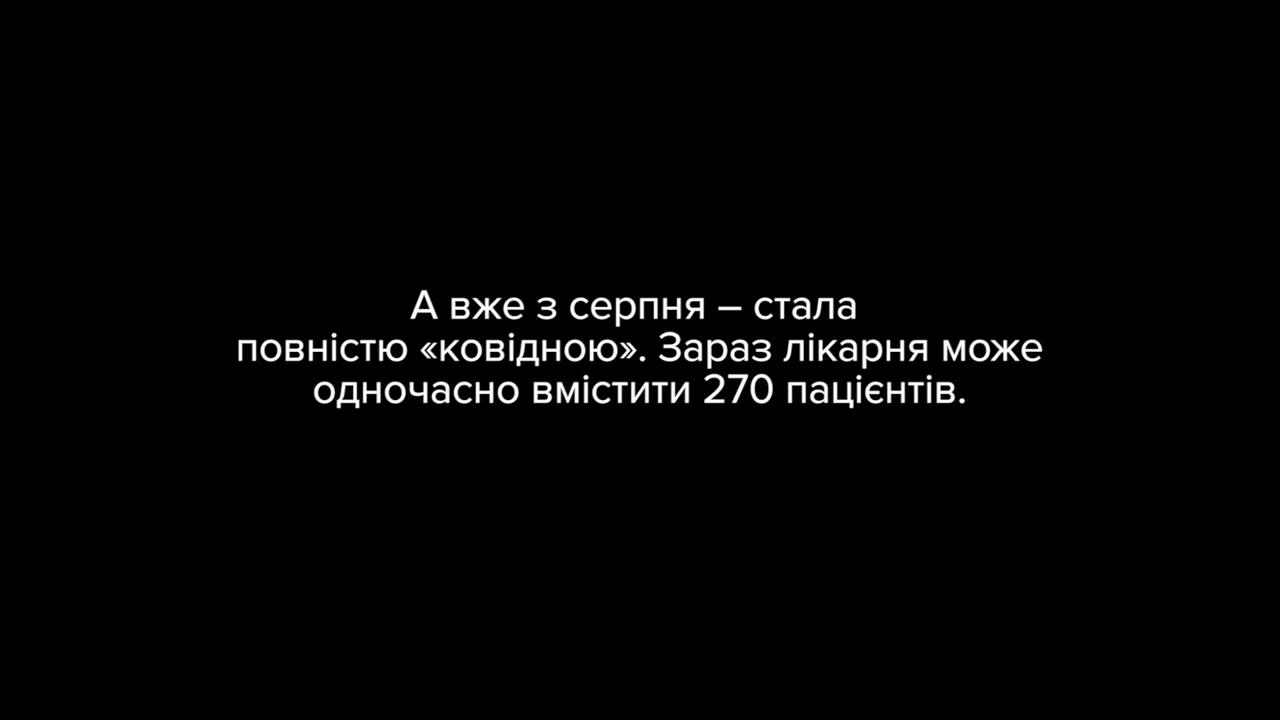 А вже з серпня – стала
повністю «ковідною». Зараз лікарня може
одночасно вмістити 270 пацієнтів.